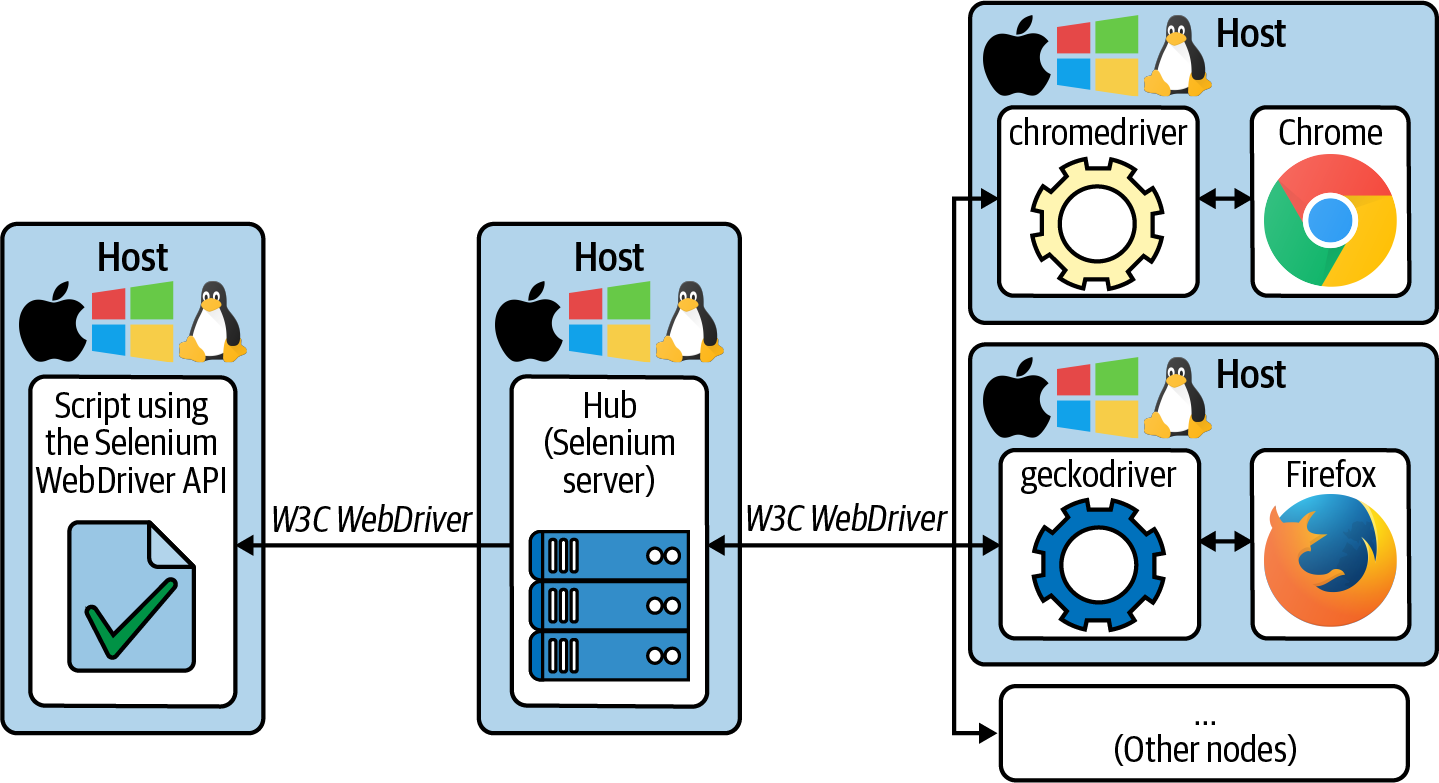 Host
Script using
the Selenium
WebDriver API
W3C WebDriver
Host
Hub
(Selenium
server)
W3C WebDriver
Host
chromedriver
Chrome
Host
geckodriver
Firefox
...
(Other nodes)